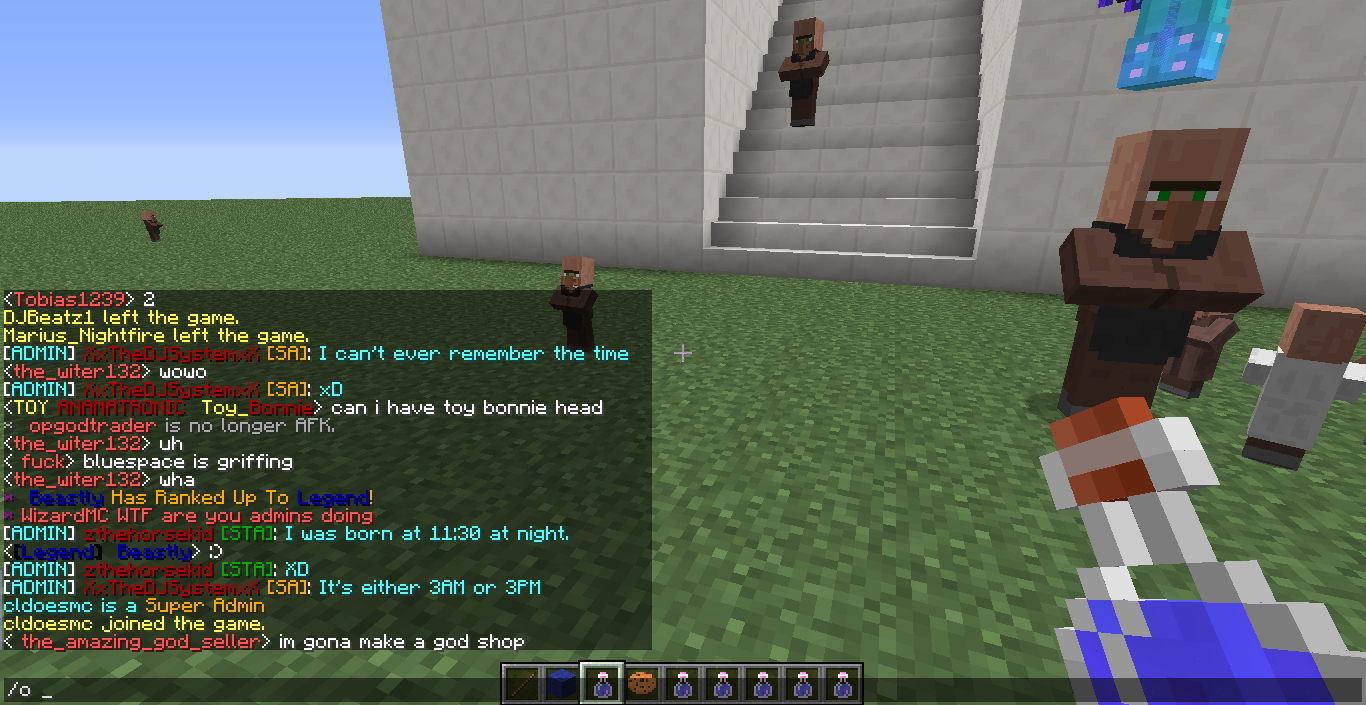 <Tobias1239> 2
DJBeatz1 left the game.
Marius_Nightfire left the game.
[ADMIN] XxTheDJSystemxX [SA]: I can't ever remember the time
<the_witer132> wowo
[ADMIN] XxTheDJSystemxX [SA]: xD
<TOY ANAMATRONIC Toy_Bonnie> can i have toy bonnie head
* opgodtrader is no longer AFK.
<the_witer132> uh
< fuck> bluespace is griffing
<the_witer132> wha
* Beastly Has Ranked Up To Legend!
* WizardMC WTF are you admins doing
[ADMIN] zthehorsekid [STA]: I was born at 11:30 at night.
<[Legend] Beastly> :D
[ADMIN] zthehorsekid [STA]: XD
[ADMIN] XxTheDJSystemxX [SA]: It's either 3AM or 3PM
cldoesmc is a Super Admin
cldoesmc joined the game.
< the_amazing_god_seller> im gona make a god shop
/o _